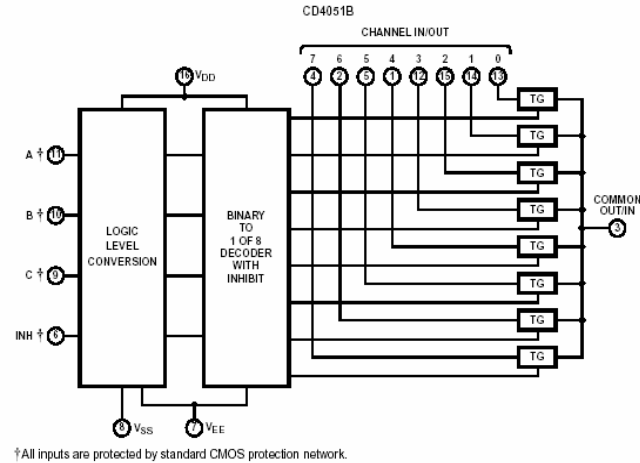 CD4051B
CHANNEL IN/OUT
7 6 5 4 3 2 1 0
4 2 5 1 12 15 14 13
16 VDD
TG
TG
A † 11
TG
B † 10
LOGIC LEVEL CONVERSION
BINARY TO 1 OF 8 DECODER WITH INHIBIT
TG
COMMON OUT/IN
3
TG
C † 9
TG
INH † 6
TG
TG
8 VSS
7 VEE
†All inputs are protected by standard CMOS protection network.